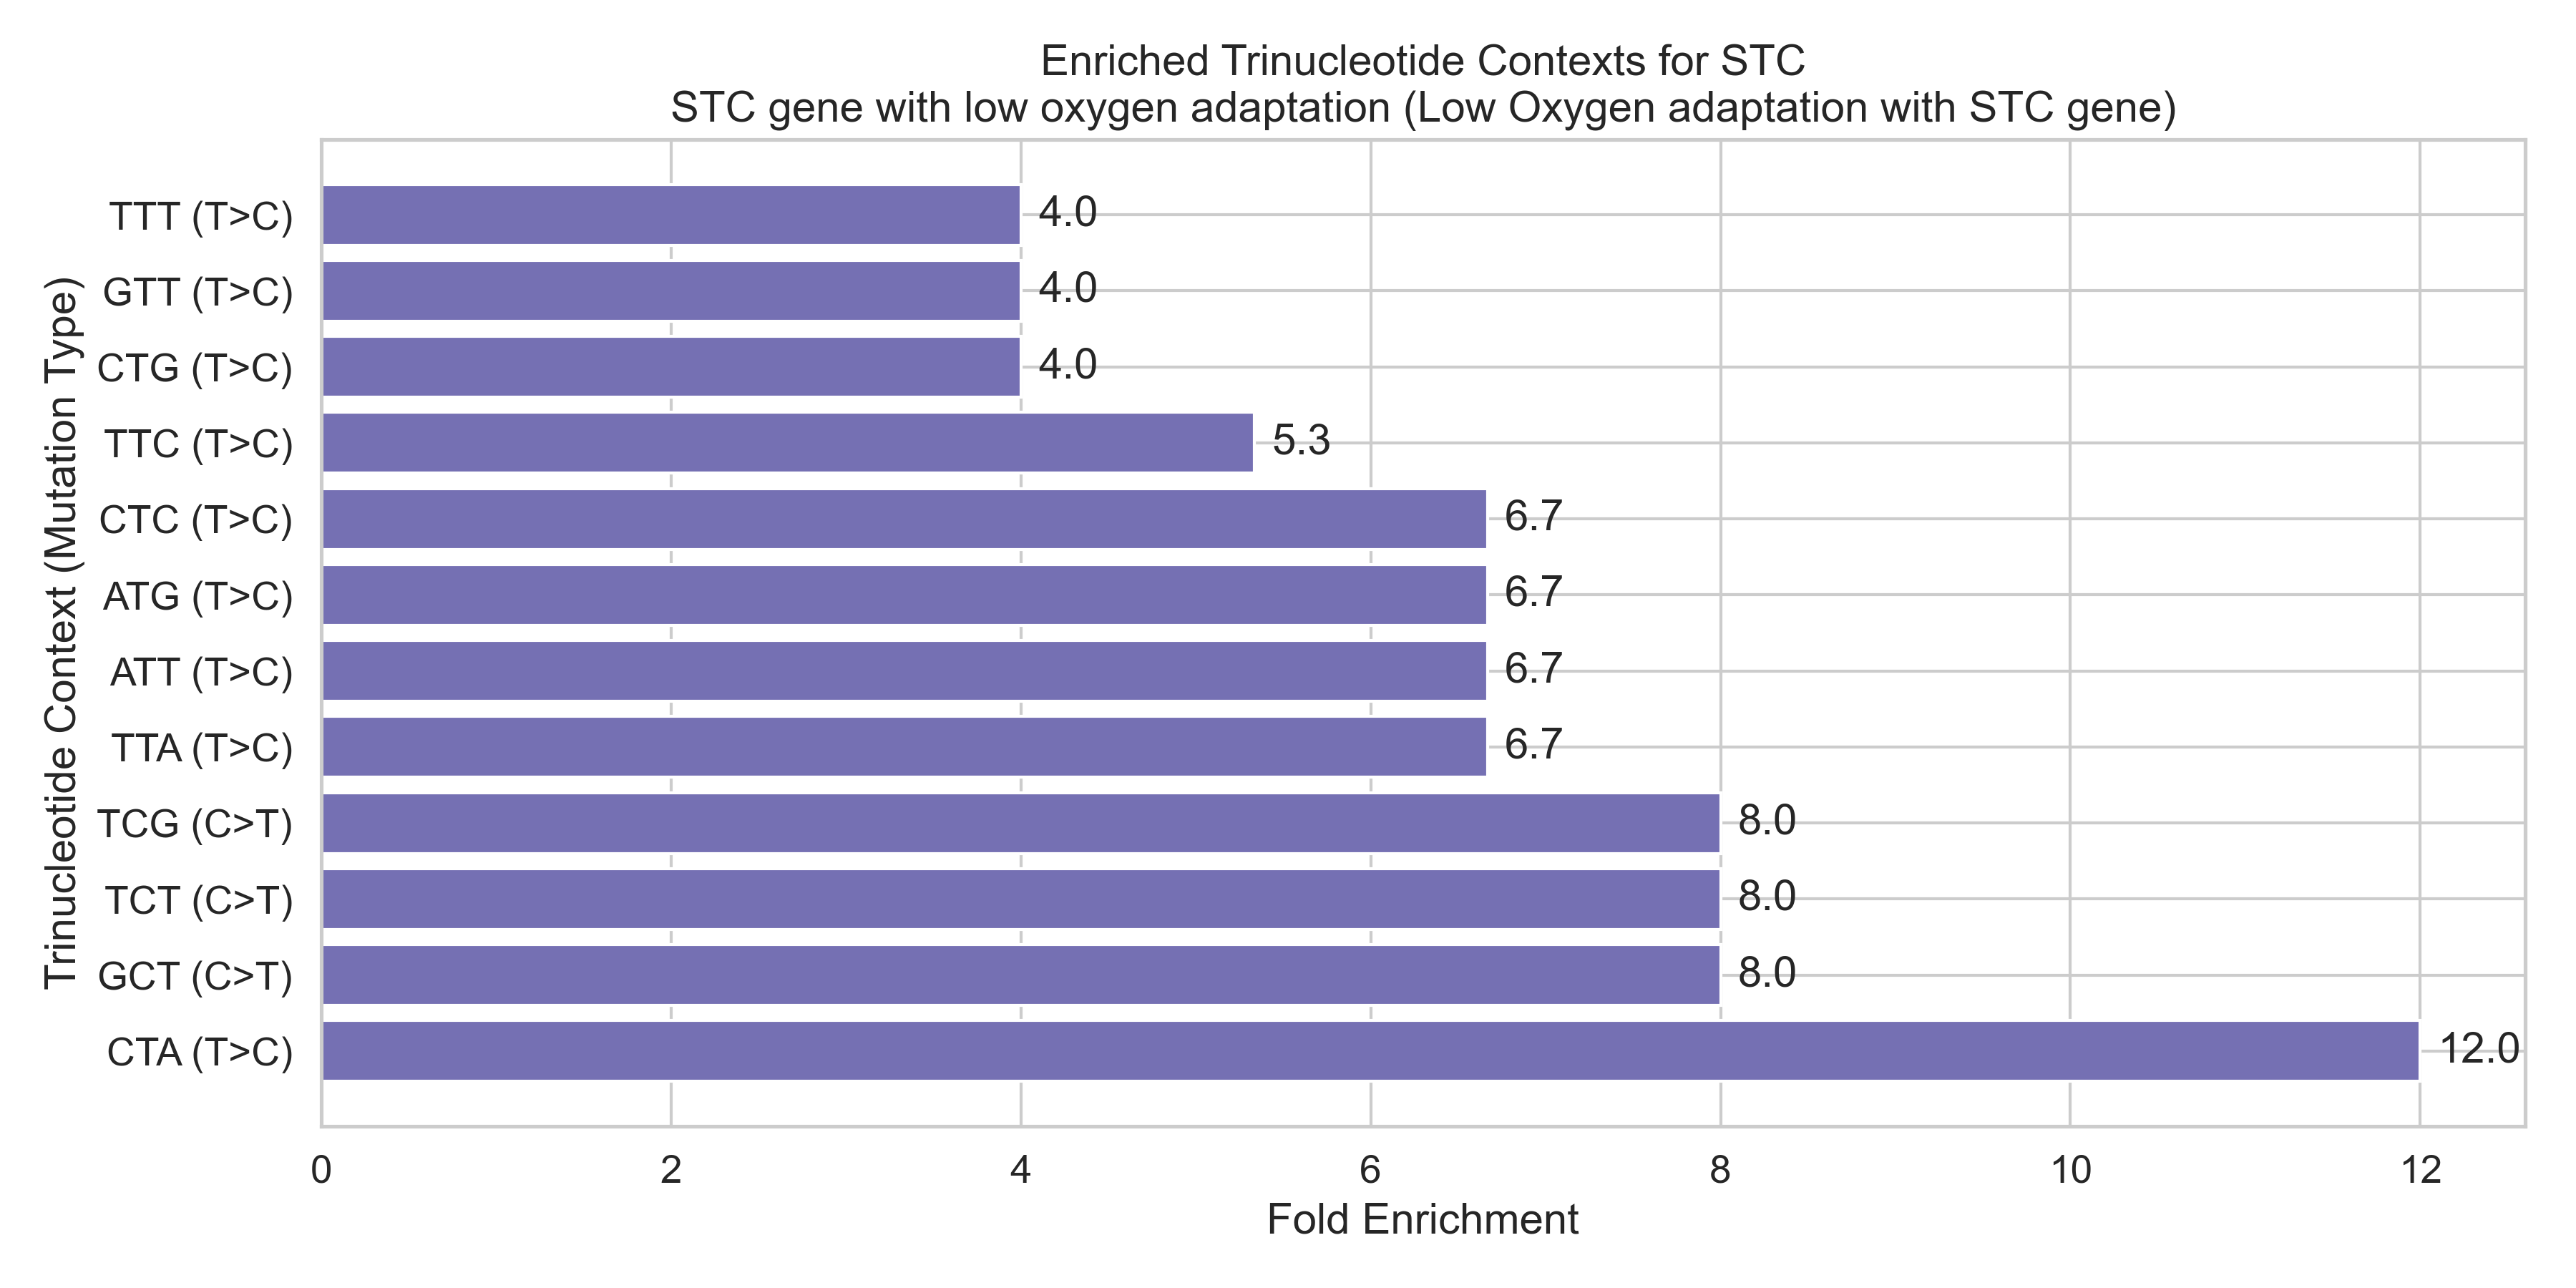 Enriched Trinucleotide Contexts for STC
STC gene with low oxygen adaptation (Low Oxygen adaptation with STC gene)
Trinucleotide Context (Mutation Type)
TTT (T>C) 4.0
GTT (T>C) 4.0
CTG (T>C) 4.0
TTC (T>C) 5.3
CTC (T>C) 6.7
ATG (T>C) 6.7
ATT (T>C) 6.7
TTA (T>C) 6.7
TCG (C>T) 8.0
TCT (C>T) 8.0
GCT (C>T) 8.0
CTA (T>C) 12.0
0 2 4 6 8 10 12
Fold Enrichment